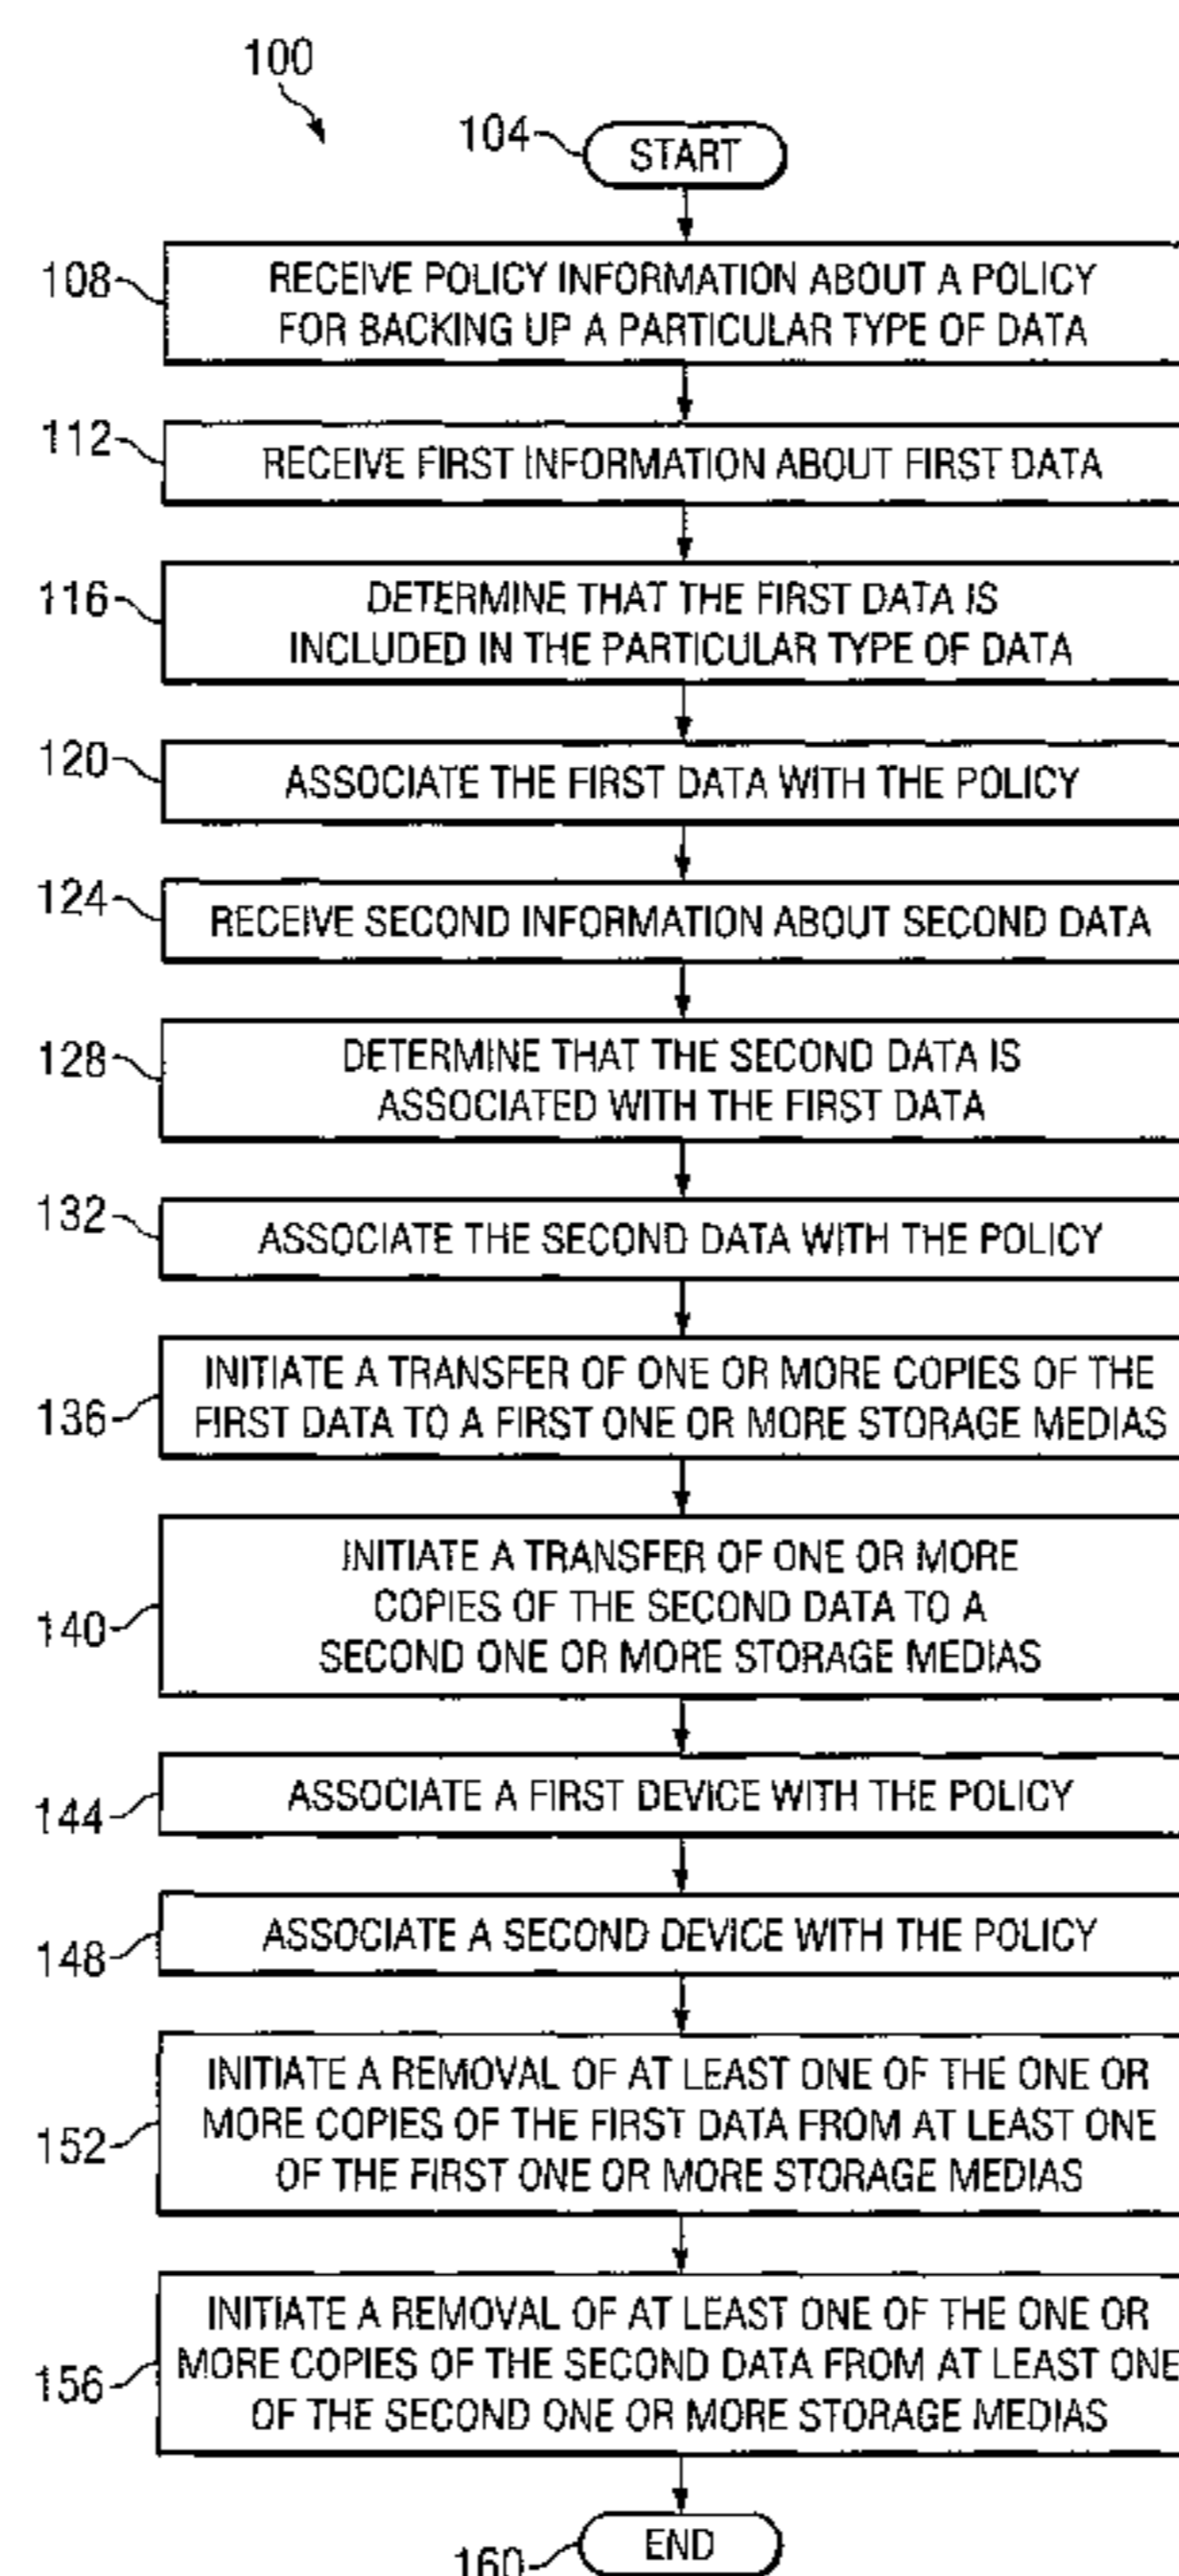 100
104
START
108
RECEIVE POLICY INFORMATION ABOUT A POLICY
FOR BACKING UP A PARTICULAR TYPE OF DATA
112
RECEIVE FIRST INFORMATION ABOUT FIRST DATA
116
DETERMINE THAT THE FIRST DATA IS
INCLUDED IN THE PARTICULAR TYPE OF DATA
120
ASSOCIATE THE FIRST DATA WITH THE POLICY
124
RECEIVE SECOND INFORMATION ABOUT SECOND DATA
128
DETERMINE THAT THE SECOND DATA IS
ASSOCIATED WITH THE FIRST DATA
132
ASSOCIATE THE SECOND DATA WITH THE POLICY
136
INITIATE A TRANSFER OF ONE OR MORE COPIES OF THE
FIRST DATA TO A FIRST ONE OR MORE STORAGE MEDIAS
140
INITIATE A TRANSFER OF ONE OR MORE
COPIES OF THE SECOND DATA TO A
SECOND ONE OR MORE STORAGE MEDIAS
144
ASSOCIATE A FIRST DEVICE WITH THE POLICY
148
ASSOCIATE A SECOND DEVICE WITH THE POLICY
152
INITIATE A REMOVAL OF AT LEAST ONE OF THE ONE OR
MORE COPIES OF THE FIRST DATA FROM AT LEAST ONE
OF THE FIRST ONE OR MORE STORAGE MEDIAS
156
INITIATE A REMOVAL OF AT LEAST ONE OF THE ONE OR
MORE COPIES OF THE SECOND DATA FROM AT LEAST ONE
OF THE SECOND ONE OR MORE STORAGE MEDIAS
160
END